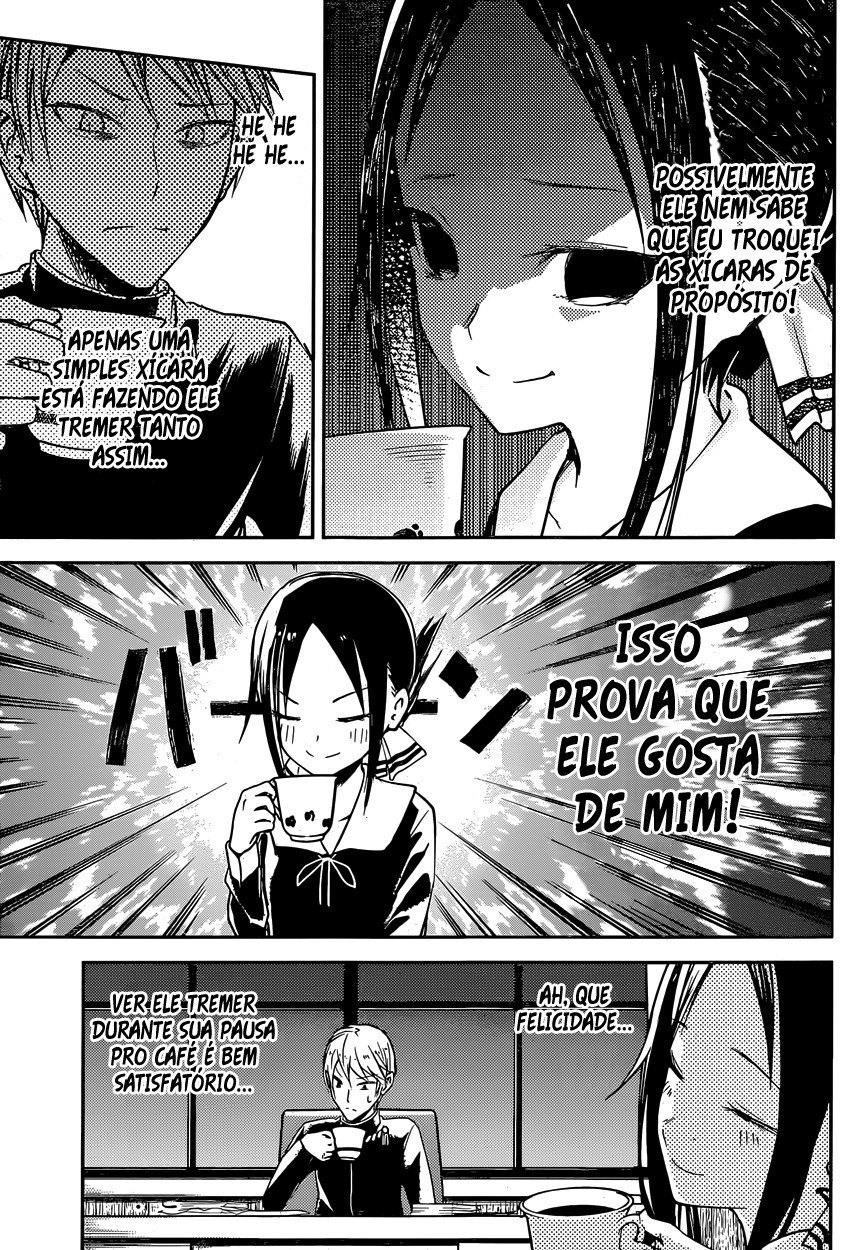 POSSIVELMENTE
ELE NEM SABE
QUE EU TROQUEI
AS XÍCARAS DE
PROPÓSITO!
HE HE
HE HE...
APENAS UMA
SIMPLES XÍCARA
ESTÁ FAZENDO ELE
TREMER TANTO
ASSIM...
バーン
ISSO
PROVA QUE
ELE GOSTA
DE MIM!
AH, QUE
FELICIDADE...
VER ELE TREMER
DURANTE SUA PAUSA
PRO CAFÉ É BEM
SATISFATÓRIO...